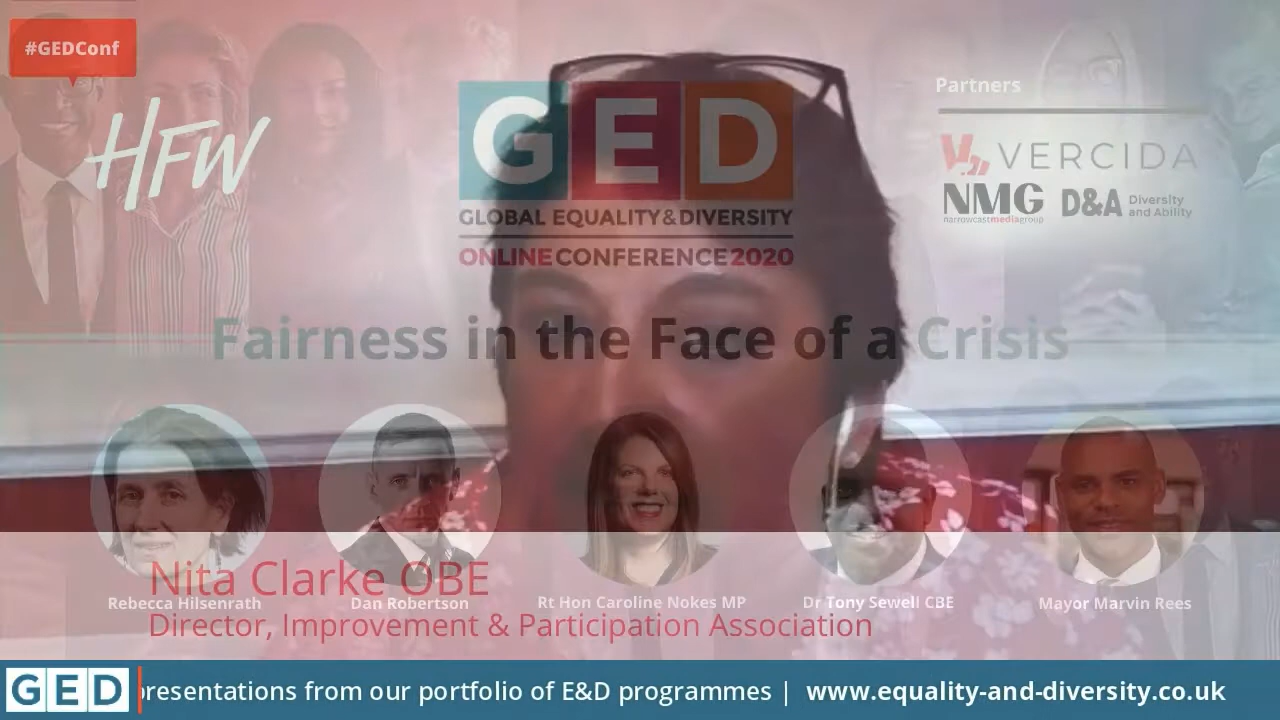 #GEDConf
HFW
GED
GLOBAL EQUALITY&DIVERSITY
ONLINE CONFERENCE 2020
Partners
VERCIDA
NMG
narrowcastmediagroup
D&A Diversity
and Ability
Fairness in the Face of a Crisis
Nita Clarke OBE
Rebecca Hilsenrath
Dan Robertson
Rt Hon Caroline Nokes MP
Dr Tony Sewell CBE
Mayor Marvin Rees
Director, Improvement & Participation Association
GED
presentations from our portfolio of E&D programmes | www.equality-and-diversity.co.uk